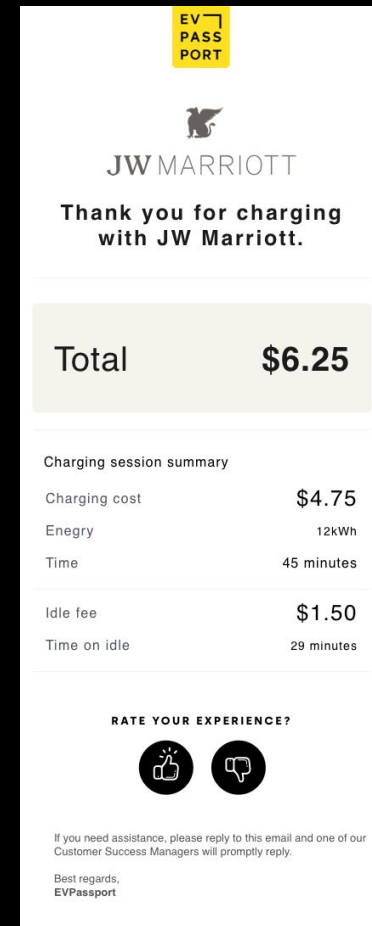 EV
PASS
PORT
JW MARRIOTT
Thank you for charging
with JW Marriott.
Total $6.25
Charging session summary
Charging cost $4.75
Enegry 12kWh
Time 45 minutes
Idle fee $1.50
Time on idle 29 minutes
RATE YOUR EXPERIENCE?
If you need assistance, please reply to this email and one of our
Customer Success Managers will promptly reply.
Best regards,
EVPassport